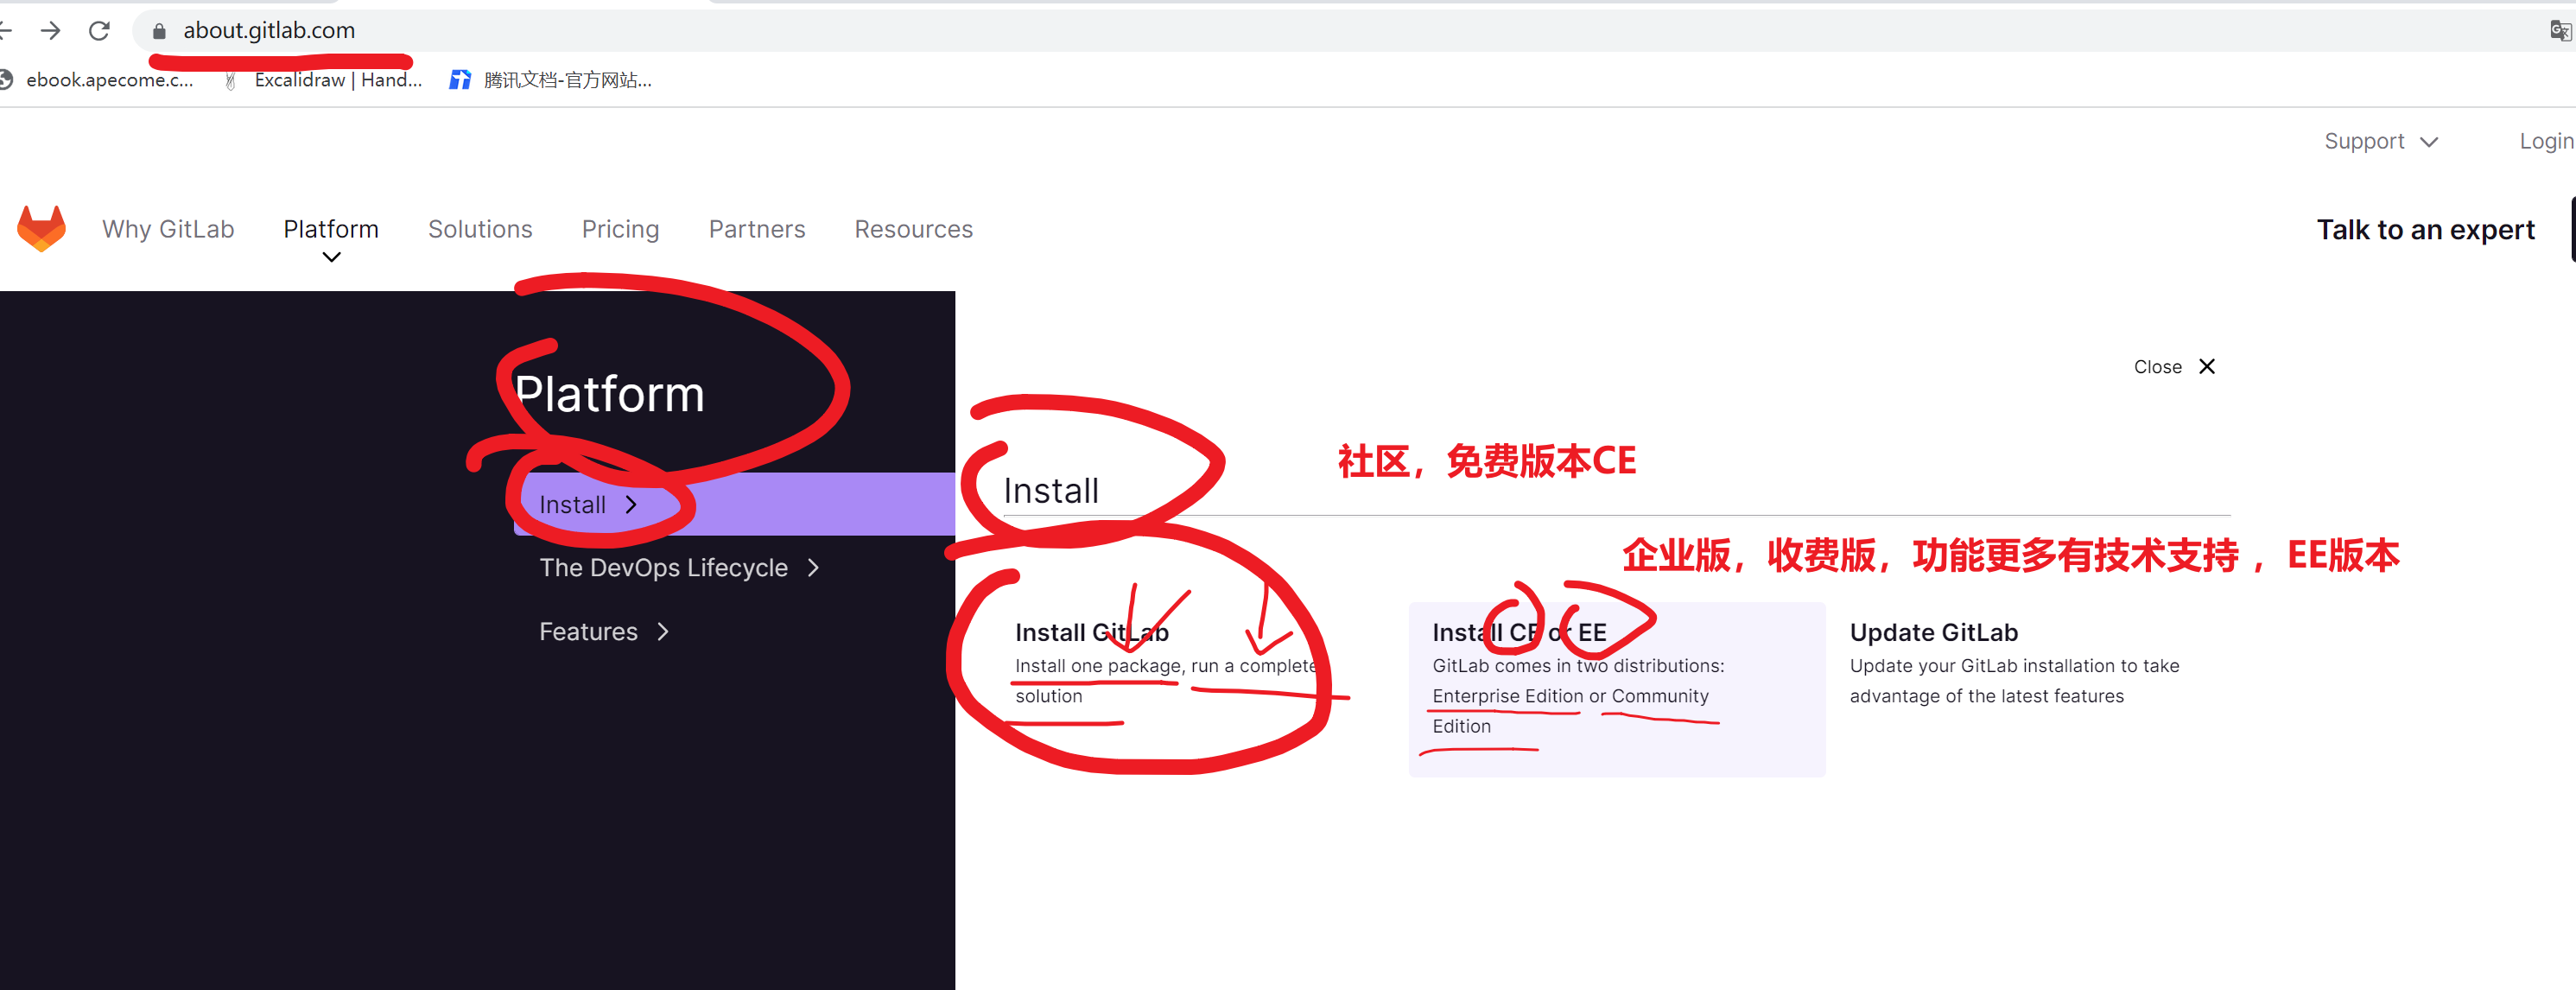 about.gitlab.com
ebook.apecome.c... Excalidraw | Hand... 腾讯文档-官方网站...
Support Login
Why GitLab Platform Solutions Pricing Partners Resources Talk to an expert
Platform
Install
The DevOps Lifecycle
Features
Close
Install
社区，免费版本CE
企业版，收费版，功能更多有技术支持 ，EE版本
Install GitLab
Install one package, run a complete
solution
Install CE or EE
GitLab comes in two distributions:
Enterprise Edition or Community
Edition
Update GitLab
Update your GitLab installation to take
advantage of the latest features